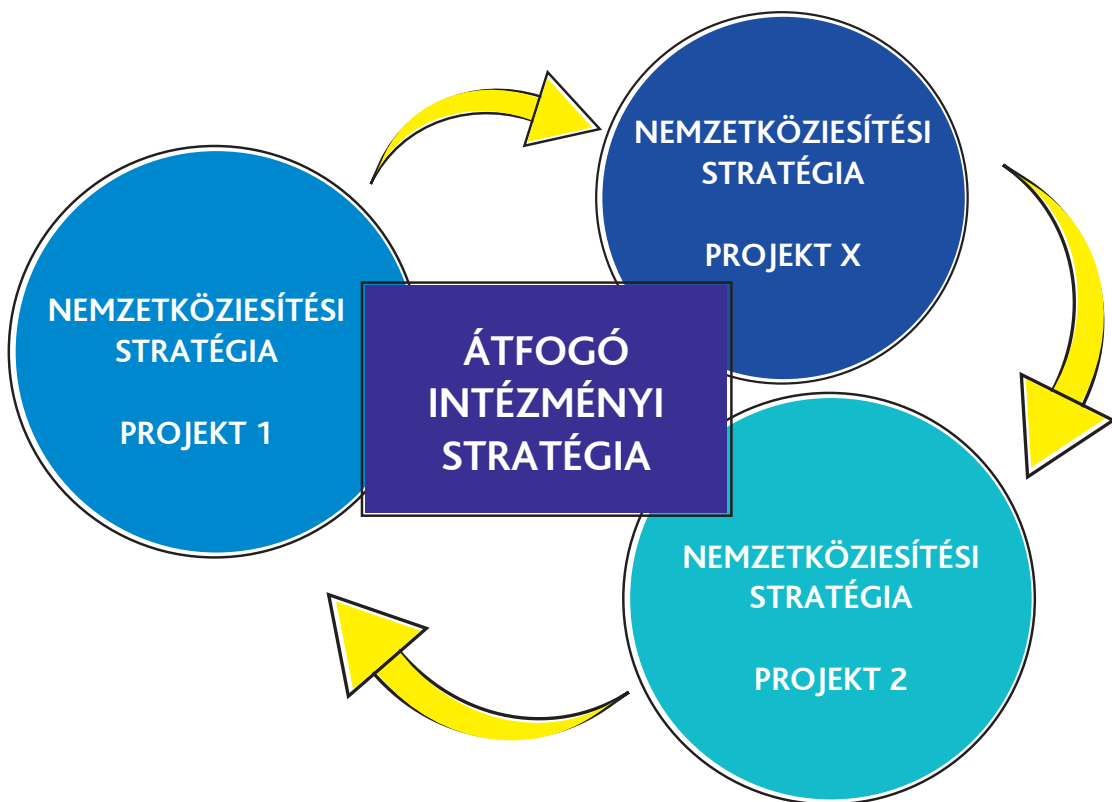 NEMZETKÖZIESÍTÉSI
STRATÉGIA
PROJEKT X
NEMZETKÖZIESÍTÉSI
STRATÉGIA
PROJEKT 1
ÁTFOGÓ
INTÉZMÉNYI
STRATÉGIA
NEMZETKÖZIESÍTÉSI
STRATÉGIA
PROJEKT 2